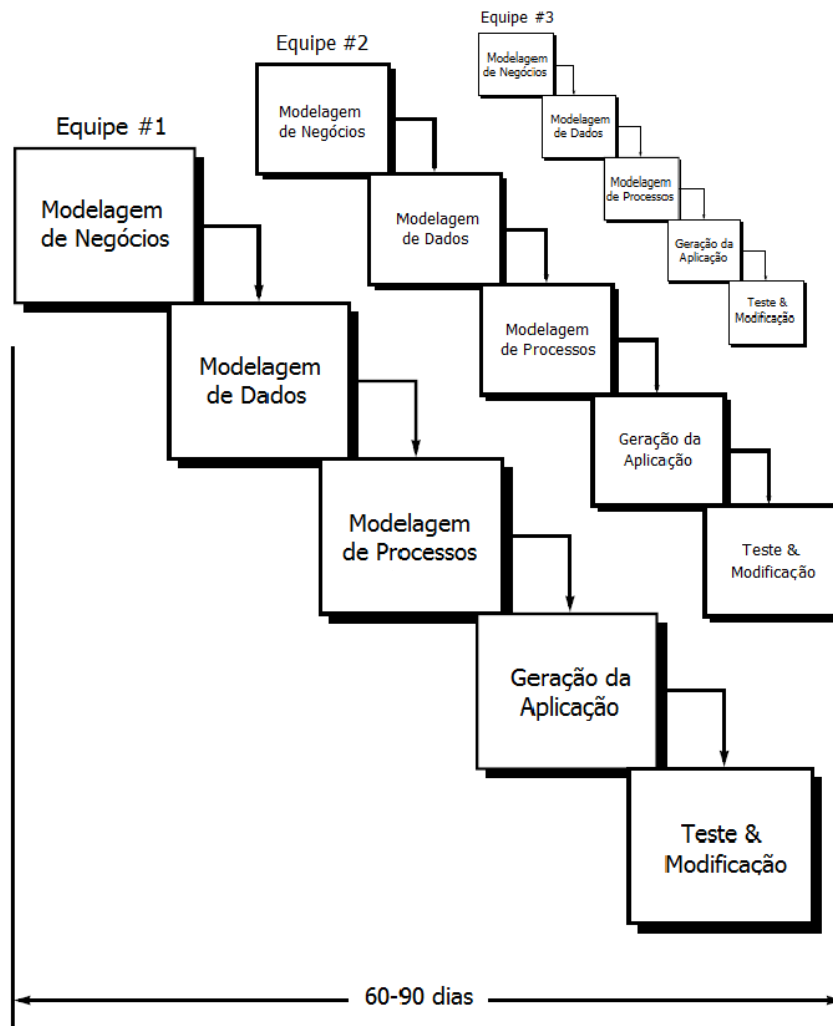 Equipe #1
Modelagem
de Negócios
Modelagem
de Dados
Modelagem
de Processos
Geração da
Aplicação
Teste &
Modificação
Equipe #2
Modelagem
de Negócios
Modelagem
de Dados
Modelagem
de Processos
Geração da
Aplicação
Teste &
Modificação
Equipe #3
Modelagem
de Negócios
Modelagem
de Dados
Modelagem
de Processos
Geração da
Aplicação
Teste &
Modificação
60-90 dias